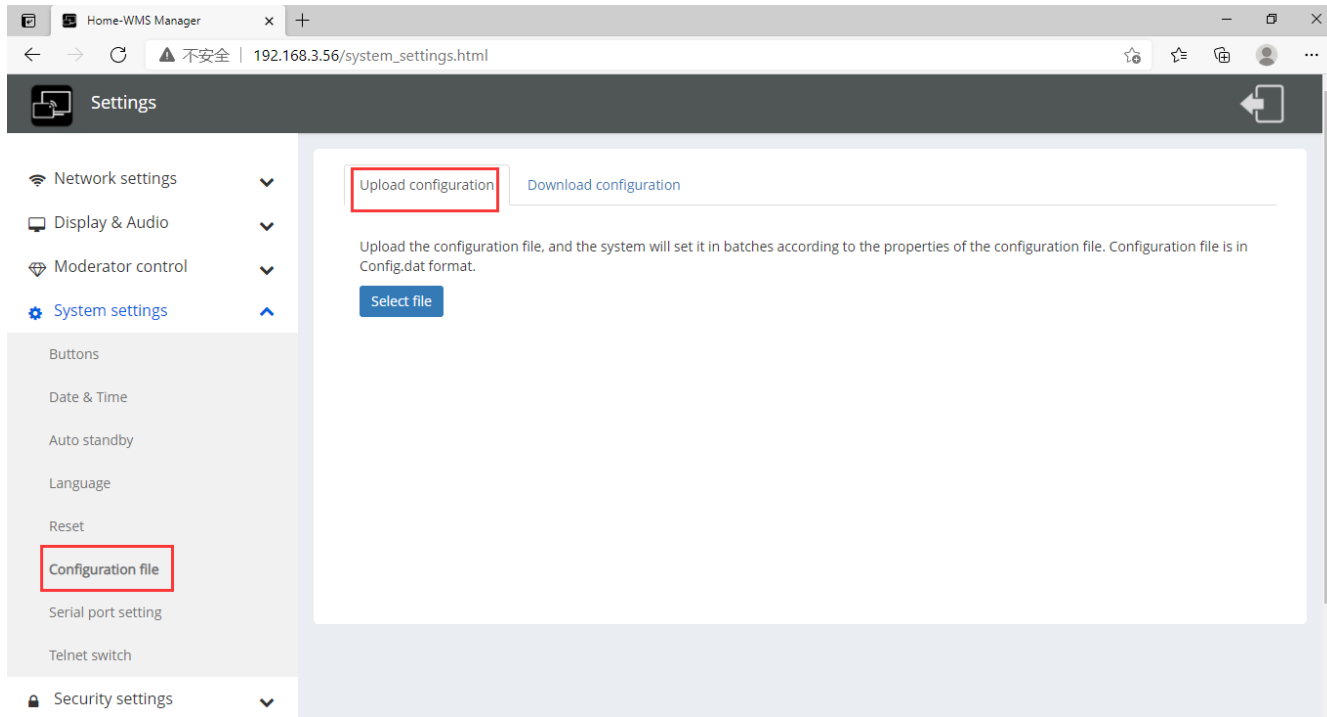 Home-WMS Manager
不安全 192.168.3.56/system_settings.html
Settings
Network settings
Display & Audio
Moderator control
System settings
Buttons
Date & Time
Auto standby
Language
Reset
Configuration file
Serial port setting
Telnet switch
Security settings
Upload configuration
Download configuration
Upload the configuration file, and the system will set it in batches according to the properties of the configuration file. Configuration file is in
Config.dat format.
Select file